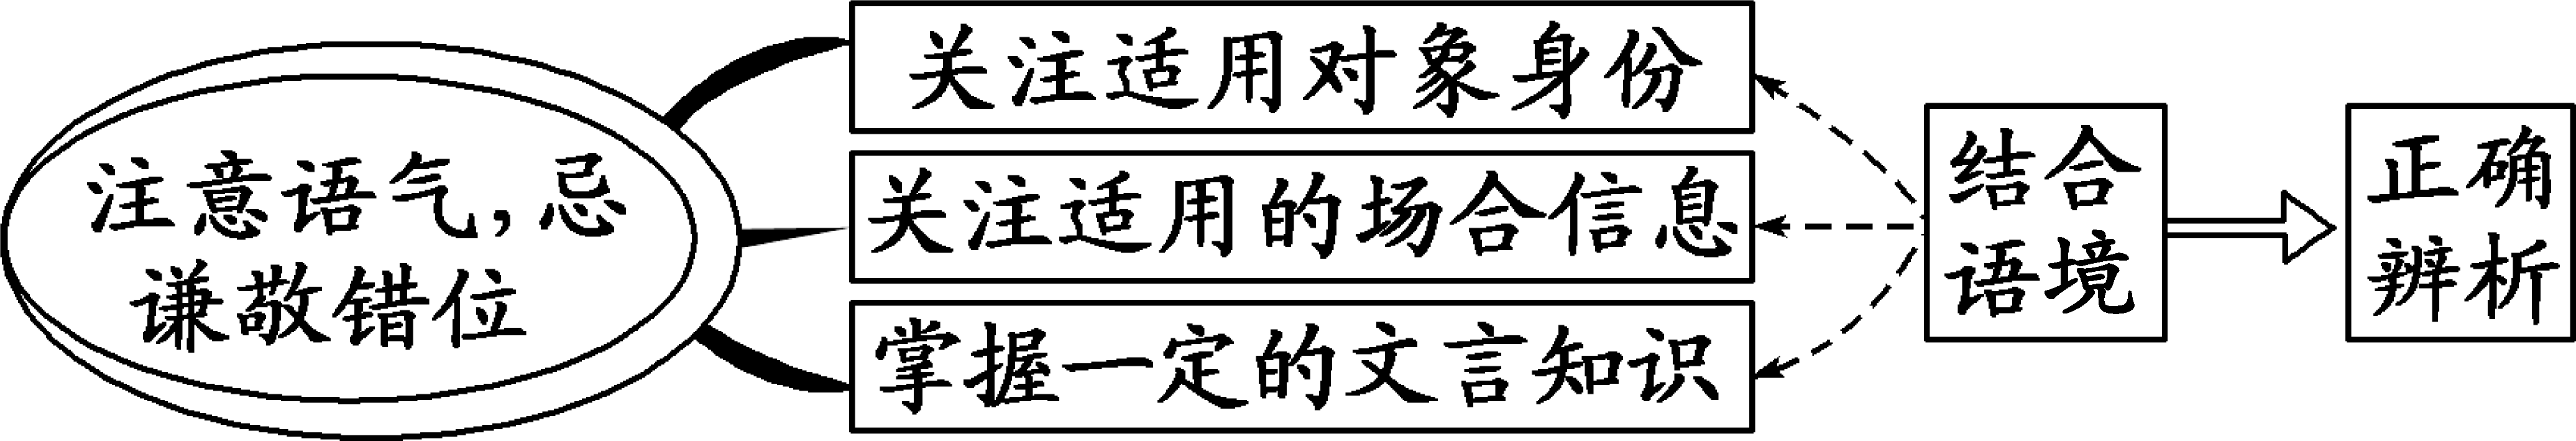 注意语气,忌
谦敬错位
关注适用对象身份
关注适用的场合信息
掌握一定的文言知识
结合
语境
正确
辨析